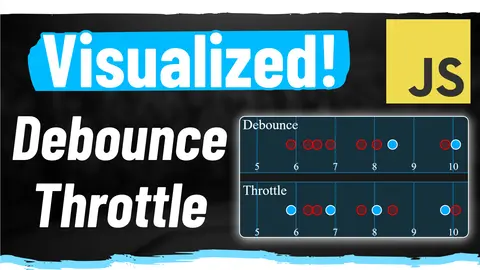 Visualized!
JS
Debounce
Throttle
Debounce
5 6 7 8 9 10
Throttle
5 6 7 8 9 10